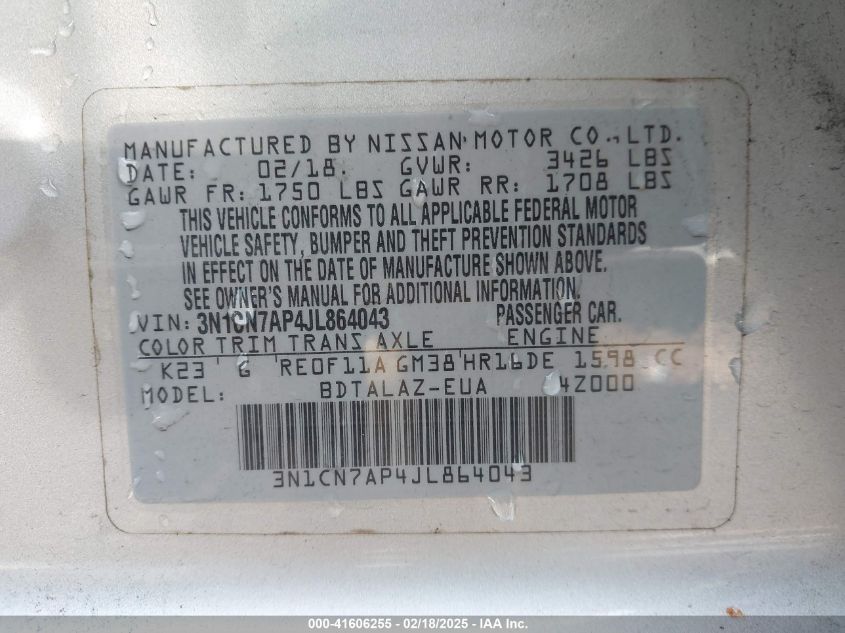 MANUFACTURED BY NISSAN MOTOR CO., LTD.
DATE: 02/18. GVWR: 3426 LBS
GAWR FR: 1750 LBS GAWR RR: 1708 LBS
THIS VEHICLE CONFORMS TO ALL APPLICABLE FEDERAL MOTOR
VEHICLE SAFETY, BUMPER AND THEFT PREVENTION STANDARDS
IN EFFECT ON THE DATE OF MANUFACTURE SHOWN ABOVE.
SEE OWNER'S MANUAL FOR ADDITIONAL INFORMATION.
VIN: 3N1CN7AP4JL864043 PASSENGER CAR.
COLOR TRIM TRANS AXLE ENGINE
K23 G RE0F11A GM38 HR16DE 1598 CC
MODEL: BDTALAZ-EUA 4Z000
3N1CN7AP4JL864043
000-41606255 — 02/18/2025 — IAA Inc.